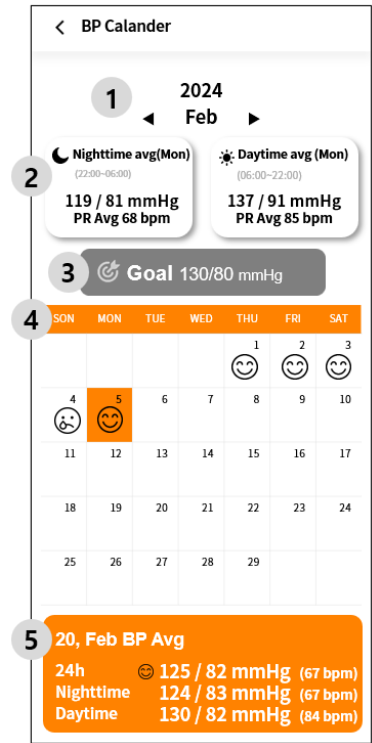 BP Calander
1
2024
Feb
2
Nighttime avg(Mon)
(22:00~06:00)
119 / 81 mmHg
PR Avg 68 bpm
Daytime avg (Mon)
(06:00~22:00)
137 / 91 mmHg
PR Avg 85 bpm
3 Goal 130/80 mmHg
4
SON MON TUE WED THU FRI SAT
1 2 3
4 5 6 7 8 9 10
11 12 13 14 15 16 17
18 19 20 21 22 23 24
25 26 27 28 29
5
20, Feb BP Avg
24h 125 / 82 mmHg (67 bpm)
Nighttime 124 / 83 mmHg (67 bpm)
Daytime 130 / 82 mmHg (84 bpm)